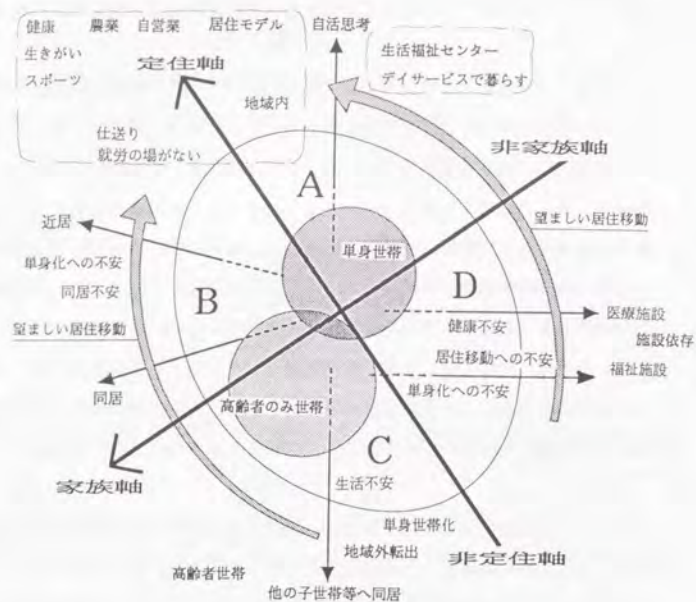 健康 農業 自営業 居住モデル
生きがい
スポーツ
定住軸
地域内
仕送り
就労の場がない
自活思考
生活福祉センター
デイサービスで暮らす
非家族軸
望ましい居住移動
A
近居
単身世帯
単身化への不安
同居不安
B
D
医療施設
健康不安
施設依存
望ましい居住移動
居住移動への不安
福祉施設
同居
高齢者のみ世帯
単身化への不安
C
家族軸
生活不安
単身世帯化
地域外転出
非定住軸
高齢者世帯
他の子世帯等へ同居